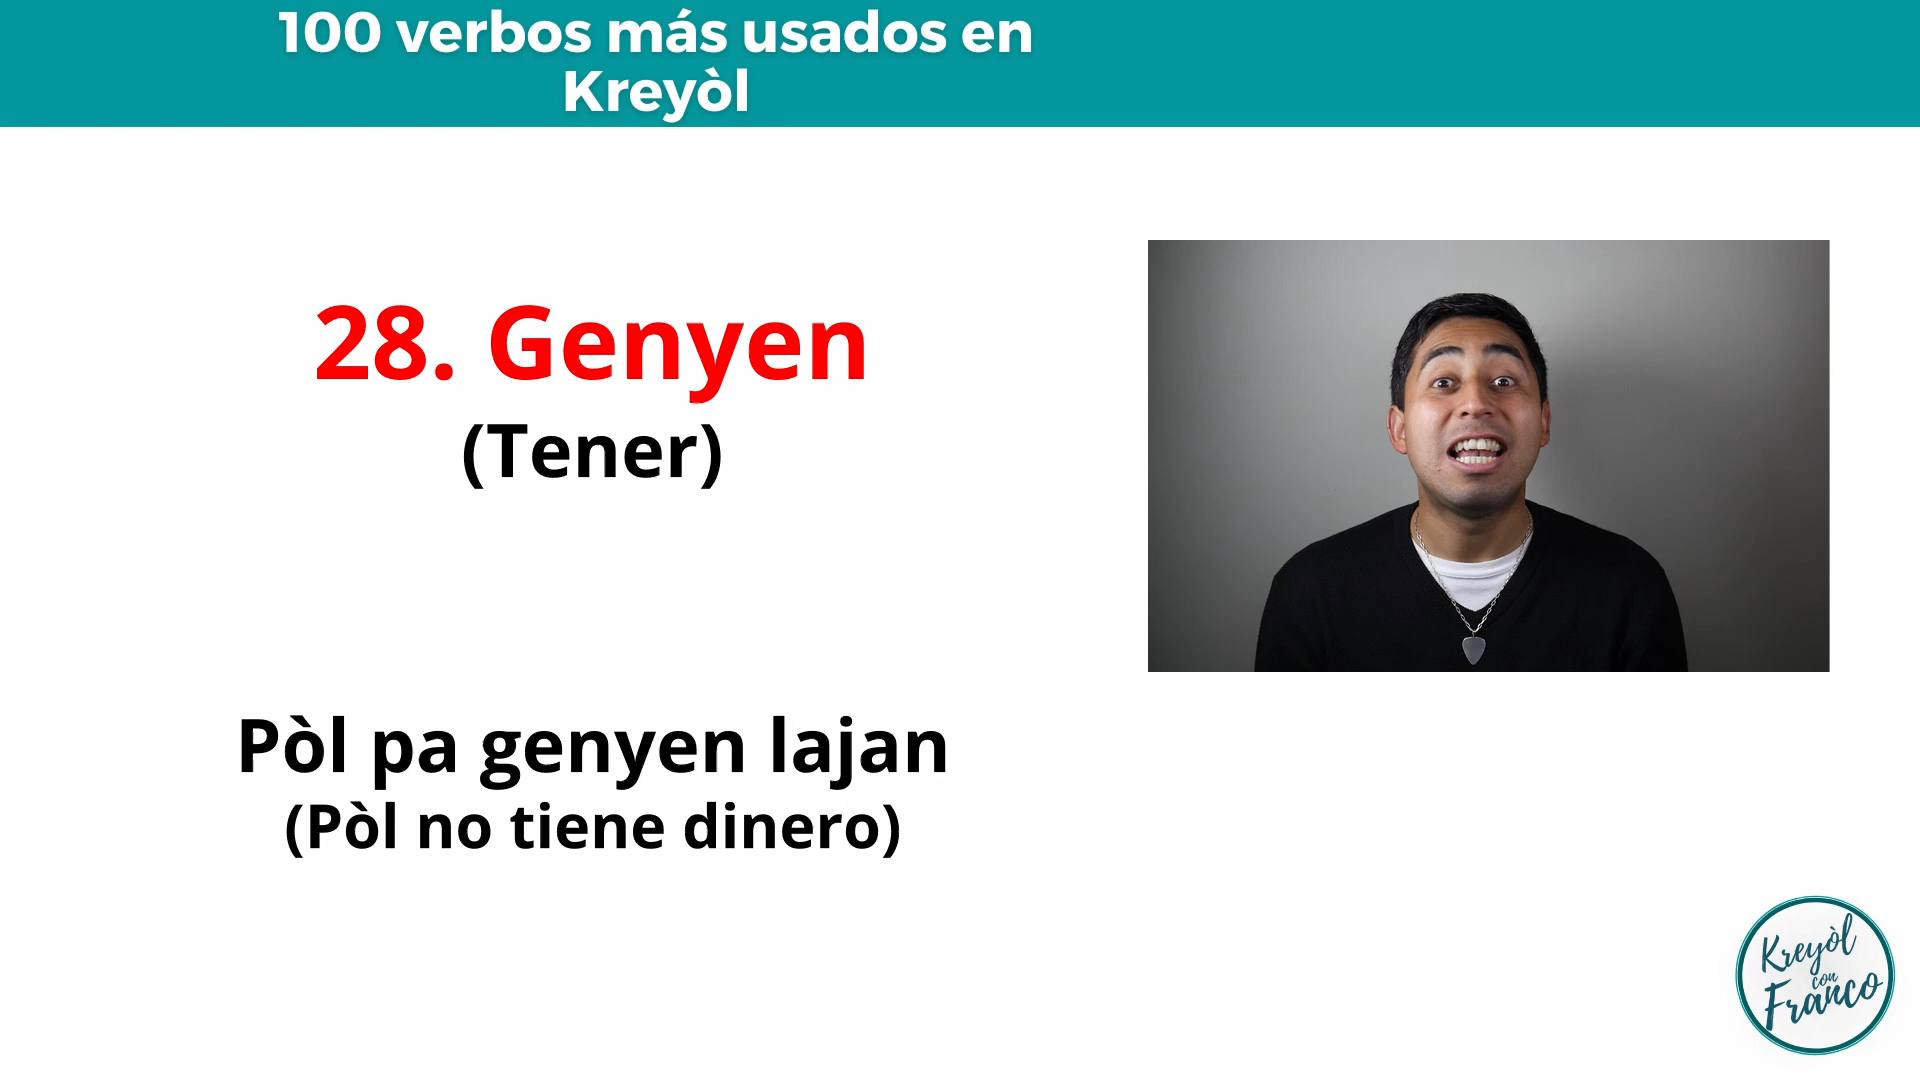 100 verbos más usados en
Kreyòl
28. Genyen
(Tener)
Pòl pa genyen lajan
(Pòl no tiene dinero)
Kreyòl
con
Franco